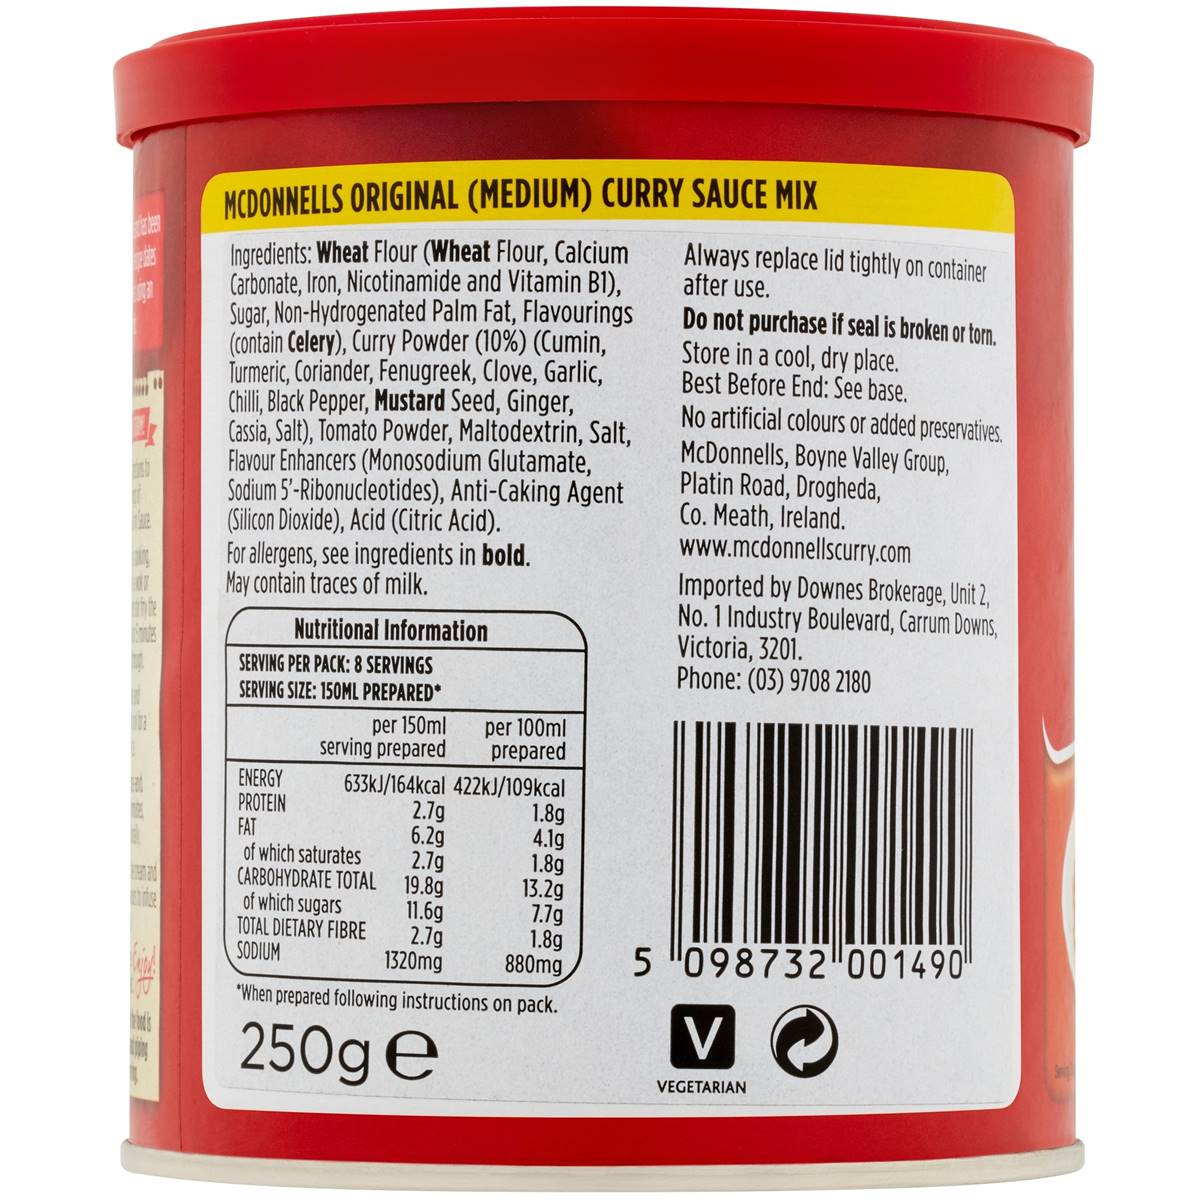 MCDONNELLS ORIGINAL (MEDIUM) CURRY SAUCE MIX
Ingredients: Wheat Flour (Wheat Flour, Calcium
Carbonate, Iron, Nicotinamide and Vitamin B1),
Sugar, Non-Hydrogenated Palm Fat, Flavourings
(contain Celery), Curry Powder (10%) (Cumin,
Turmeric, Coriander, Fenugreek, Clove, Garlic,
Chilli, Black Pepper, Mustard Seed, Ginger,
Cassia, Salt), Tomato Powder, Maltodextrin, Salt,
Flavour Enhancers (Monosodium Glutamate,
Sodium 5'-Ribonucleotides), Anti-Caking Agent
(Silicon Dioxide), Acid (Citric Acid).
For allergens, see ingredients in bold.
May contain traces of milk.
Nutritional Information
SERVING PER PACK: 8 SERVINGS
SERVING SIZE: 150ML PREPARED*
per 150ml per 100ml
serving prepared prepared
ENERGY 633kJ/164kcal 422kJ/109kcal
PROTEIN 2.7g 1.8g
FAT 6.2g 4.1g
of which saturates 2.7g 1.8g
CARBOHYDRATE TOTAL 19.8g 13.2g
of which sugars 11.6g 7.7g
TOTAL DIETARY FIBRE 2.7g 1.8g
SODIUM 1320mg 880mg
*When prepared following instructions on pack.
250g e
Always replace lid tightly on container
after use.
Do not purchase if seal is broken or torn.
Store in a cool, dry place.
Best Before End: See base.
No artificial colours or added preservatives.
McDonnells, Boyne Valley Group,
Platin Road, Drogheda,
Co. Meath, Ireland.
www.mcdonnellscurry.com
Imported by Downes Brokerage, Unit 2,
No. 1 Industry Boulevard, Carrum Downs,
Victoria, 3201.
Phone: (03) 9708 2180
5 098732 001490
V
VEGETARIAN
Enjoy!